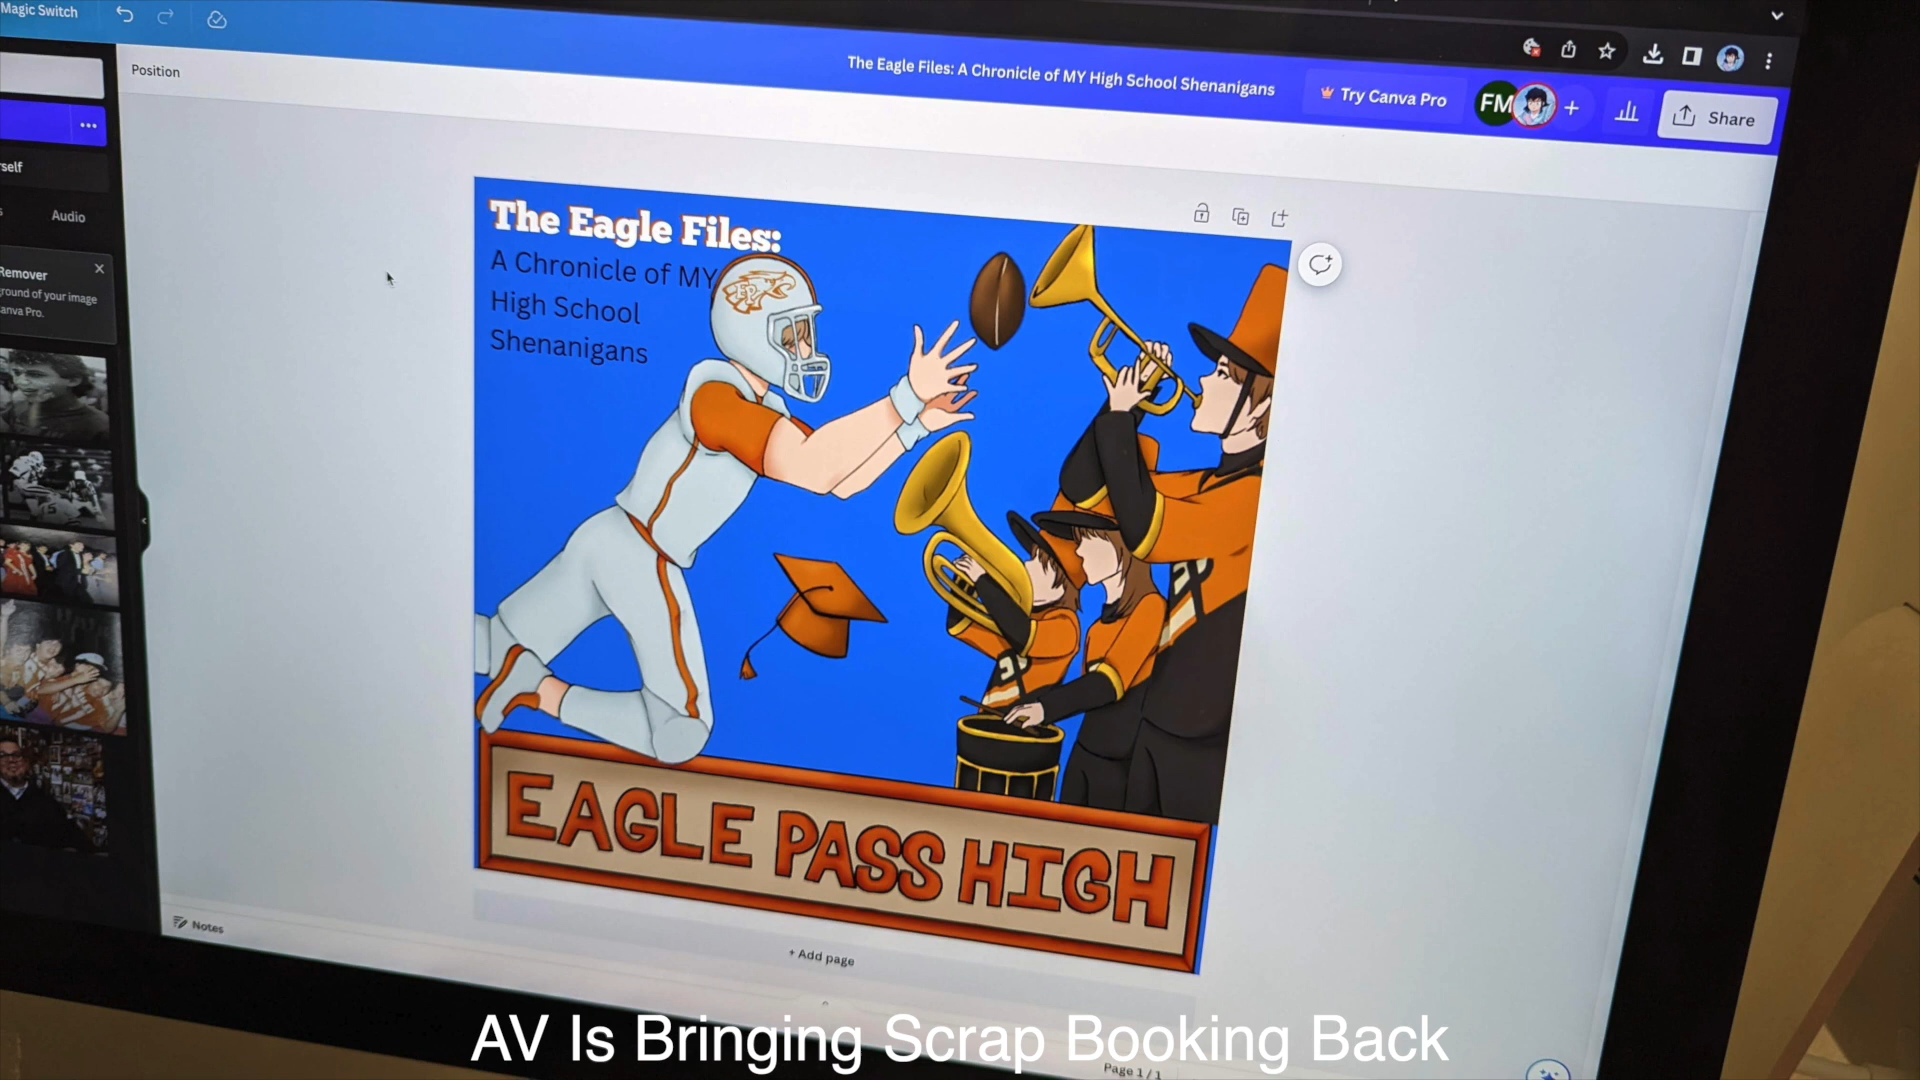 Magic Switch
Position
The Eagle Files: A Chronicle of MY High School Shenanigans
Try Canva Pro
FM
Share
rself
Audio
Remover
round of your image
anva Pro.
The Eagle Files:
A Chronicle of MY
High School
Shenanigans
EP
EAGLE PASS HIGH
Notes
+ Add page
AV Is Bringing Scrap Booking Back
Page 1 / 1